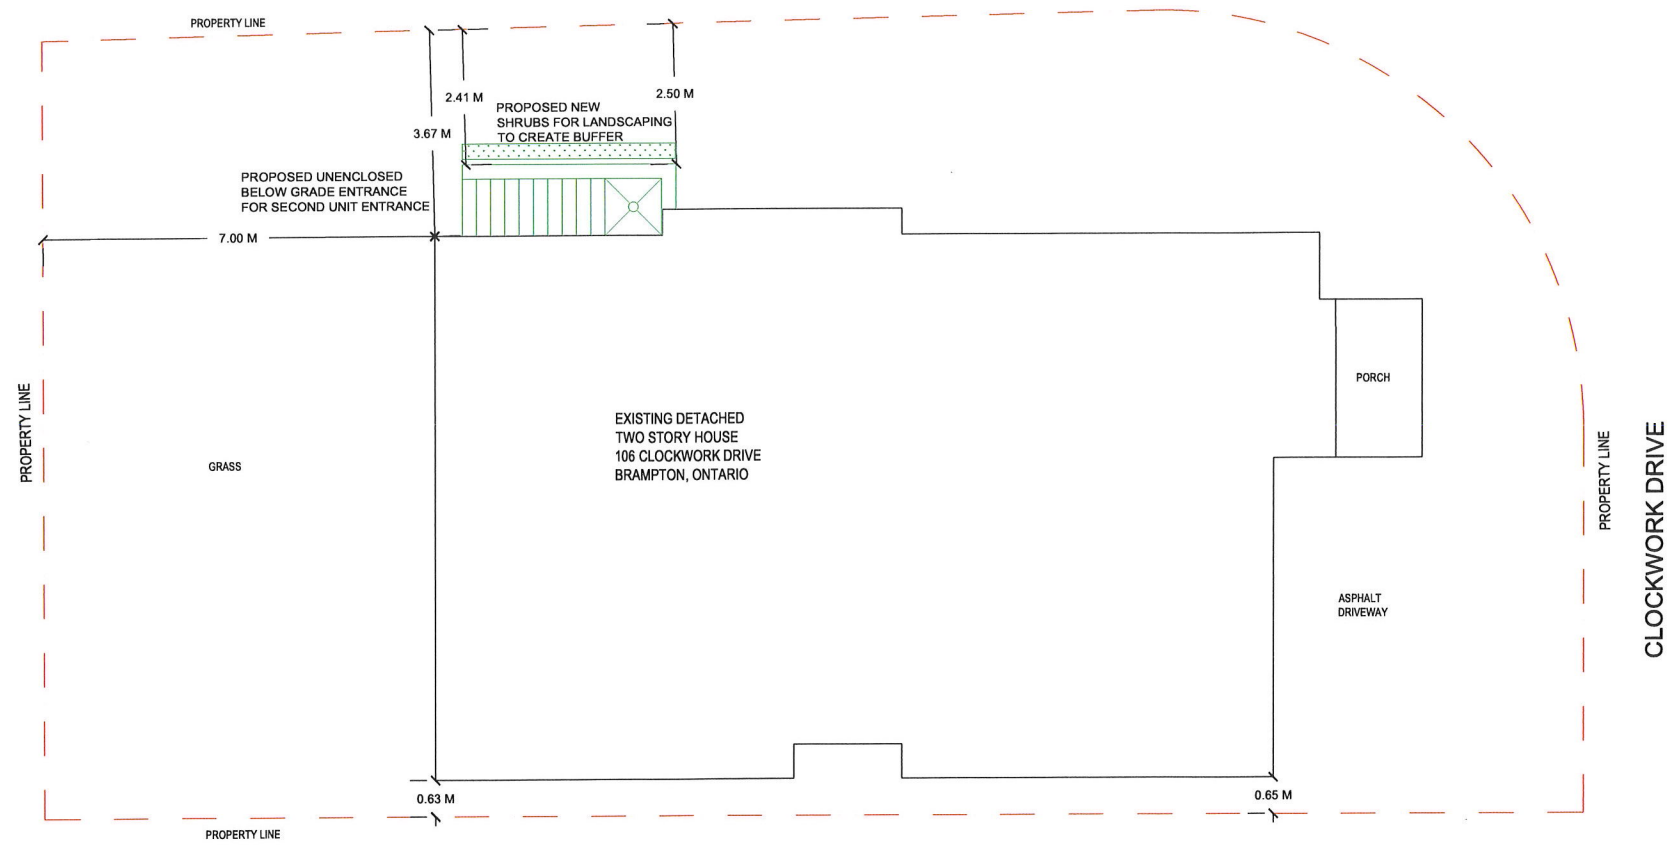 PROPERTY LINE
2.41 M
2.50 M
PROPOSED NEW
SHRUBS FOR LANDSCAPING
TO CREATE BUFFER
3.67 M
PROPOSED UNENCLOSED
BELOW GRADE ENTRANCE
FOR SECOND UNIT ENTRANCE
7.00 M
PORCH
PROPERTY LINE
GRASS
EXISTING DETACHED
TWO STORY HOUSE
106 CLOCKWORK DRIVE
BRAMPTON, ONTARIO
PROPERTY LINE
CLOCKWORK DRIVE
ASPHALT
DRIVEWAY
0.63 M
0.65 M
PROPERTY LINE